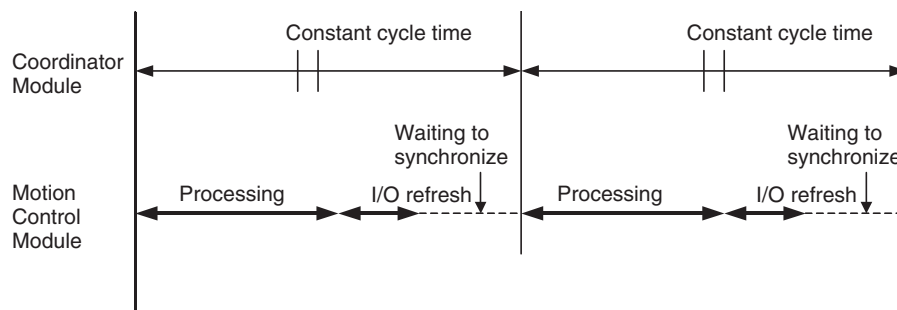 Constant cycle time
Constant cycle time
Coordinator
Module
Waiting to
synchronize
Waiting to
synchronize
Motion
Control
Module
Processing
I/O refresh
Processing
I/O refresh